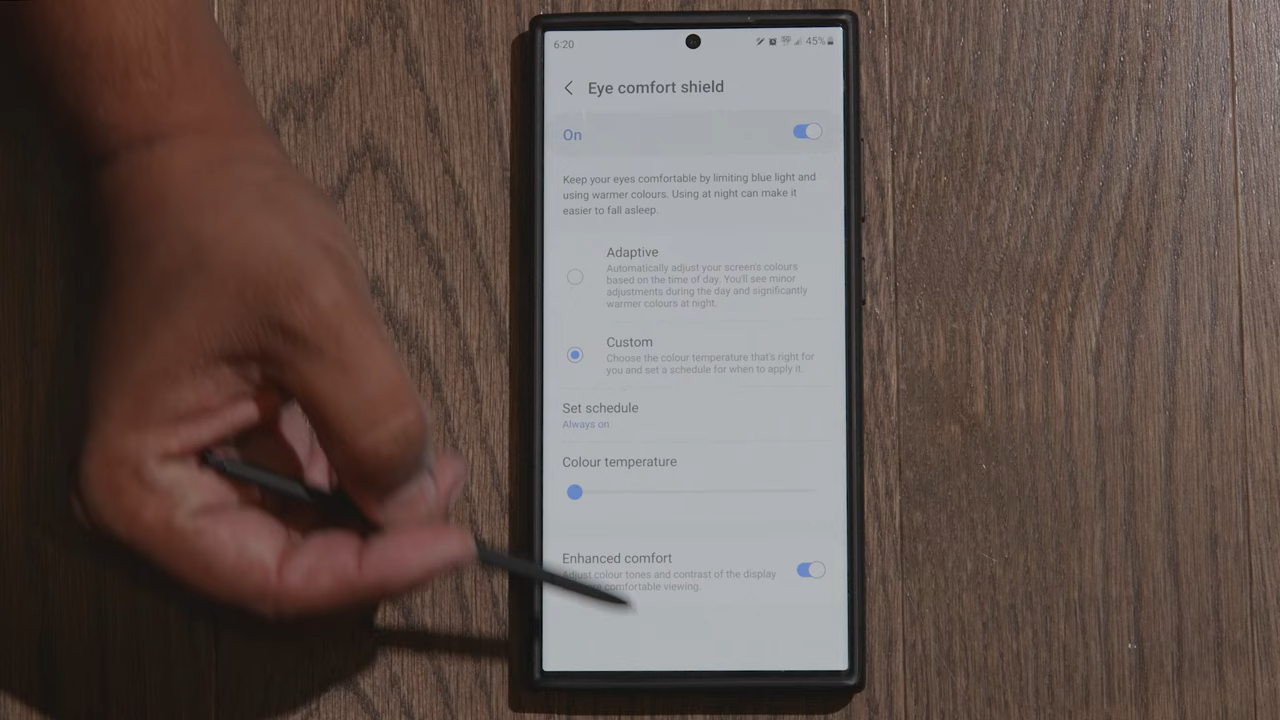 6:20
45%
Eye comfort shield
On
Keep your eyes comfortable by limiting blue light and
using warmer colours. Using at night can make it
easier to fall asleep.
Adaptive
Automatically adjust your screen's colours
based on the time of day. You'll see minor
adjustments during the day and significantly
warmer colours at night.
Custom
Choose the colour temperature that's right for
you and set a schedule for when to apply it.
Set schedule
Always on
Colour temperature
Enhanced comfort
Adjust colour tones and contrast of the display
comfortable viewing.